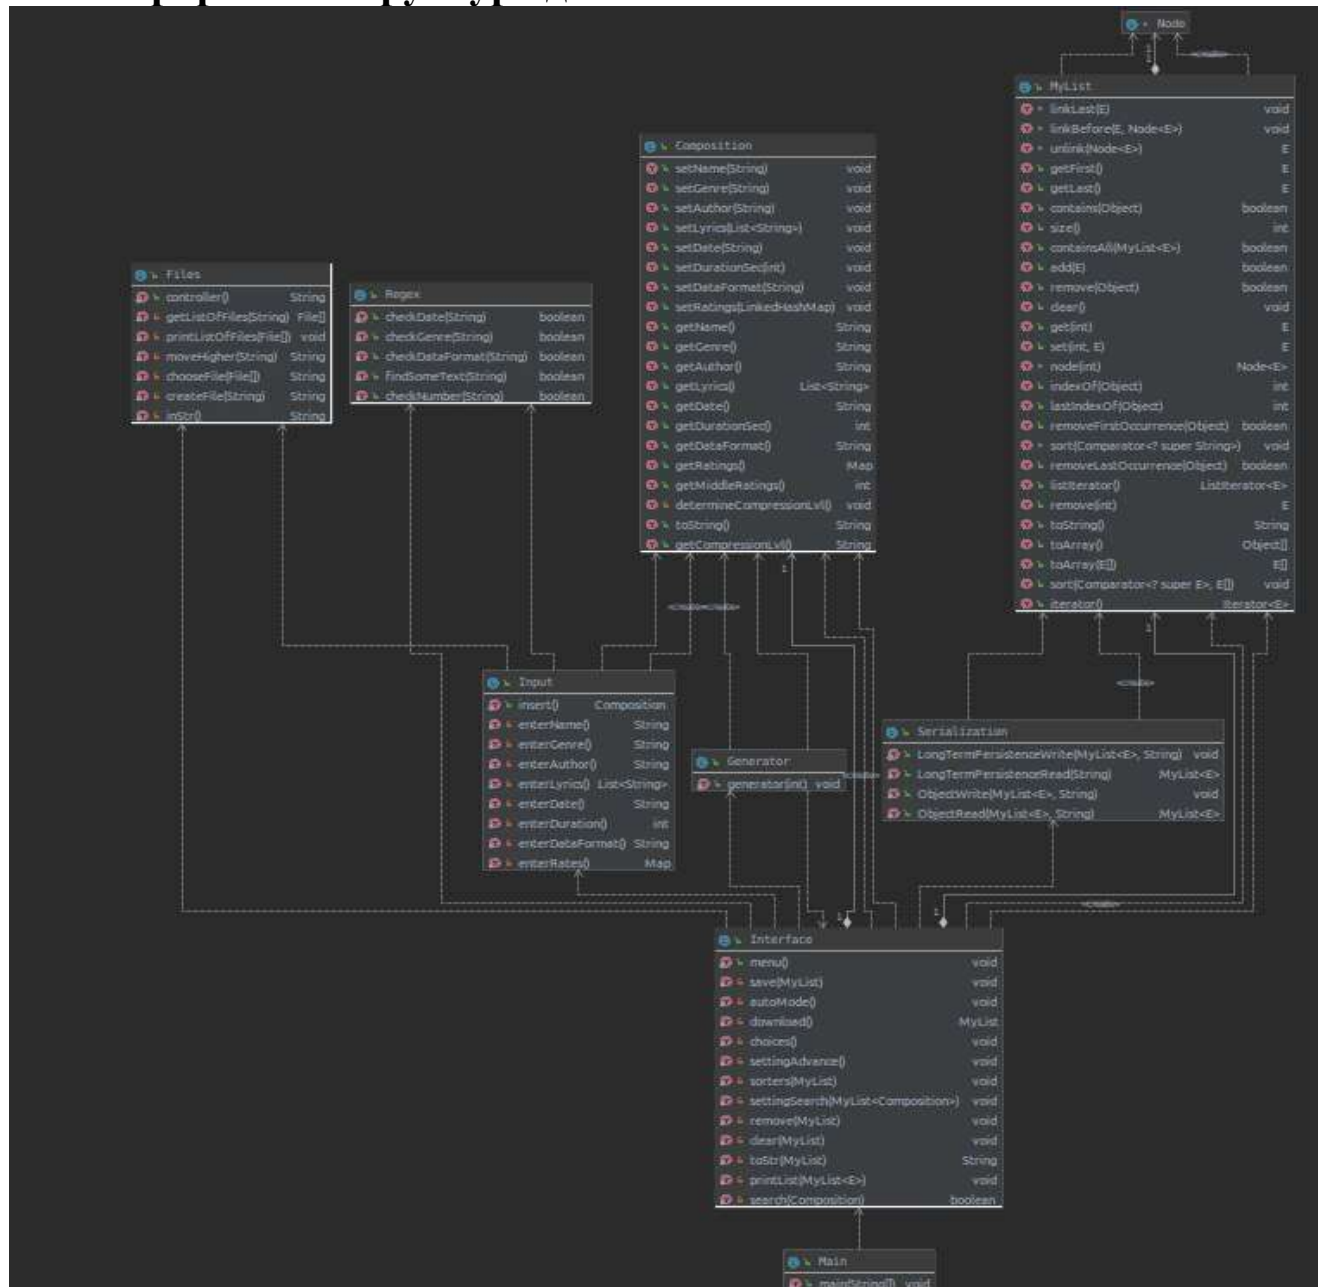 Node
MyList
linkLast(E) void
linkBefore(E, Node<E>) void
unlink(Node<E>) E
getFirst() E
getLast() E
contains(Object) boolean
size() int
containsAll(MyList<E>) boolean
add(E) boolean
remove(Object) boolean
clear() void
get(int) E
set(int, E) E
node(int) Node<E>
indexOf(Object) int
lastIndexOf(Object) int
removeFirstOccurrence(Object) boolean
sort(Comparator<? super String>) void
removeLastOccurrence(Object) boolean
listIterator() ListIterator<E>
remove(int) E
toString() String
toArray() Object[]
toArray(E[]) E[]
sort(Comparator<? super E>, E[]) void
iterator() Iterator<E>
Composition
setName(String) void
setGenre(String) void
setAuthor(String) void
setLyrics(List<String>) void
setDate(String) void
setDurationSec(int) void
setDataFormat(String) void
setRatings(LinkedHashMap) void
getName() String
getGenre() String
getAuthor() String
getLyrics() List<String>
getDate() String
getDurationSec() int
getDataFormat() String
getRatings() Map
getMiddleRatings() int
determineCompressionLvl() void
toString() String
getCompressionLvl() String
Files
controller() String
getListOfFiles(String) File[]
printListOfFiles(File[]) void
moveHigher(String) String
chooseFile(File[]) String
createFile(String) String
inStr() String
Regex
checkDate(String) boolean
checkGenre(String) boolean
checkDataFormat(String) boolean
findSomeText(String) boolean
checkNumber(String) boolean
1
1
Input
insert() Composition
enterName() String
enterGenre() String
enterAuthor() String
enterLyrics() List<String>
enterDate() String
enterDuration() int
enterDataFormat() String
enterRates() Map
Generator
generator(int) void
Serialization
LongTermPersistenceWrite(MyList<E>, String) void
LongTermPersistenceRead(String) MyList<E>
ObjectWrite(MyList<E>, String) void
ObjectRead(MyList<E>, String) MyList<E>
1
1
Interface
menu() void
save(MyList) void
autoMode() void
download() MyList
choices() void
settingAdvance() void
sorters(MyList) void
settingSearch(MyList<Composition>) void
remove(MyList) void
clear(MyList) void
toStr(MyList) String
printList(MyList<E>) void
search(Composition) boolean
Main
main(String[]) void